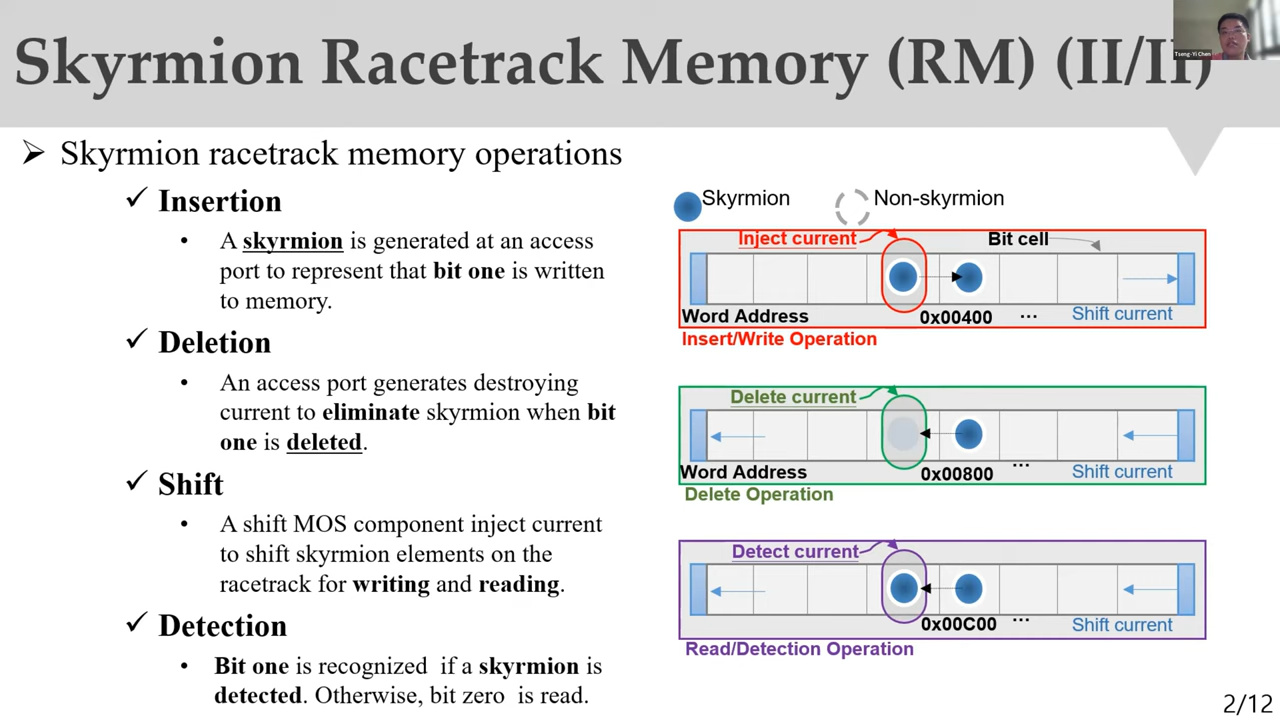 Skyrmion Racetrack Memory (RM) (II/II)
Tseng-Yi Chen
Skyrmion racetrack memory operations
Insertion
A skyrmion is generated at an access
port to represent that bit one is written
to memory.
Deletion
An access port generates destroying
current to eliminate skyrmion when bit
one is deleted.
Shift
A shift MOS component inject current
to shift skyrmion elements on the
racetrack for writing and reading.
Detection
Bit one is recognized if a skyrmion is
detected. Otherwise, bit zero is read.
Skyrmion
Non-skyrmion
Inject current
Bit cell
Word Address
0x00400
...
Shift current
Insert/Write Operation
Delete current
Word Address
0x00800
...
Shift current
Delete Operation
Detect current
0x00C00
...
Shift current
Read/Detection Operation
2/12